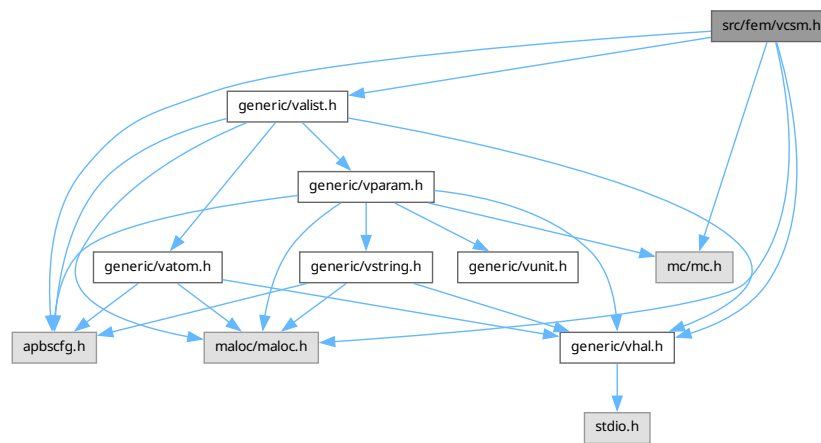 src/fem/vcsm.h
generic/valist.h
generic/vparam.h
generic/vatom.h
generic/vstring.h
generic/vunit.h
mc/mc.h
apbscfg.h
maloc/maloc.h
generic/vhal.h
stdio.h